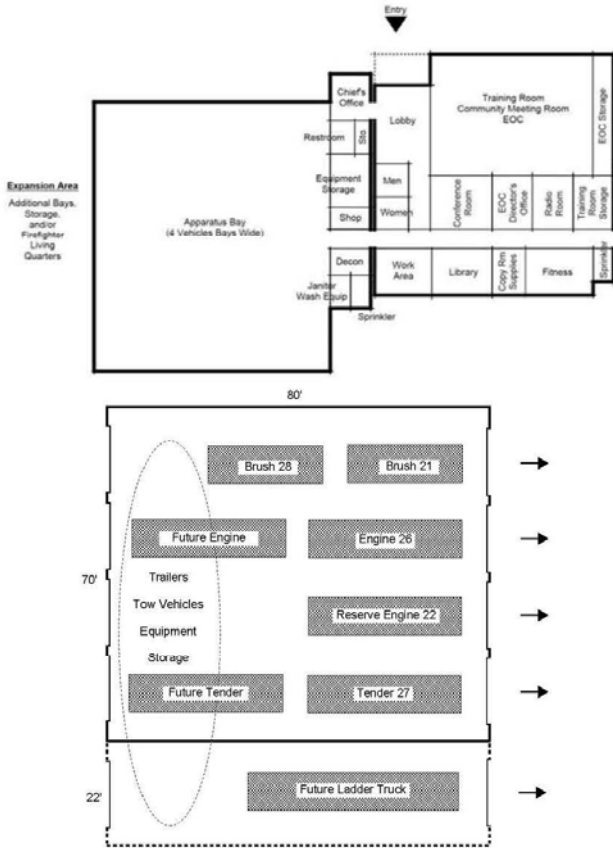 Entry
Chief's
Office
Lobby
Training Room
Community Meeting Room
EOC
EOC Storage
Restroom
Sto
Equipment
Storage
Men
Women
Shop
Conference
Room
EOC
Director's
Office
Radio
Room
Training
Room
Storage
Expansion Area
Additional Bays,
Storage,
and/or
Firefighter
Living
Quarters
Apparatus Bay
(4 Vehicles Bays Wide)
Decon
Janitor
Wash Equip
Sprinkler
Work
Area
Library
Copy Rm
Supplies
Fitness
Sprinkler
80'
Brush 28
Brush 21
Future Engine
Engine 26
70'
Trailers
Tow Vehicles
Equipment
Storage
Reserve Engine 22
Future Tender
Tender 27
22'
Future Ladder Truck